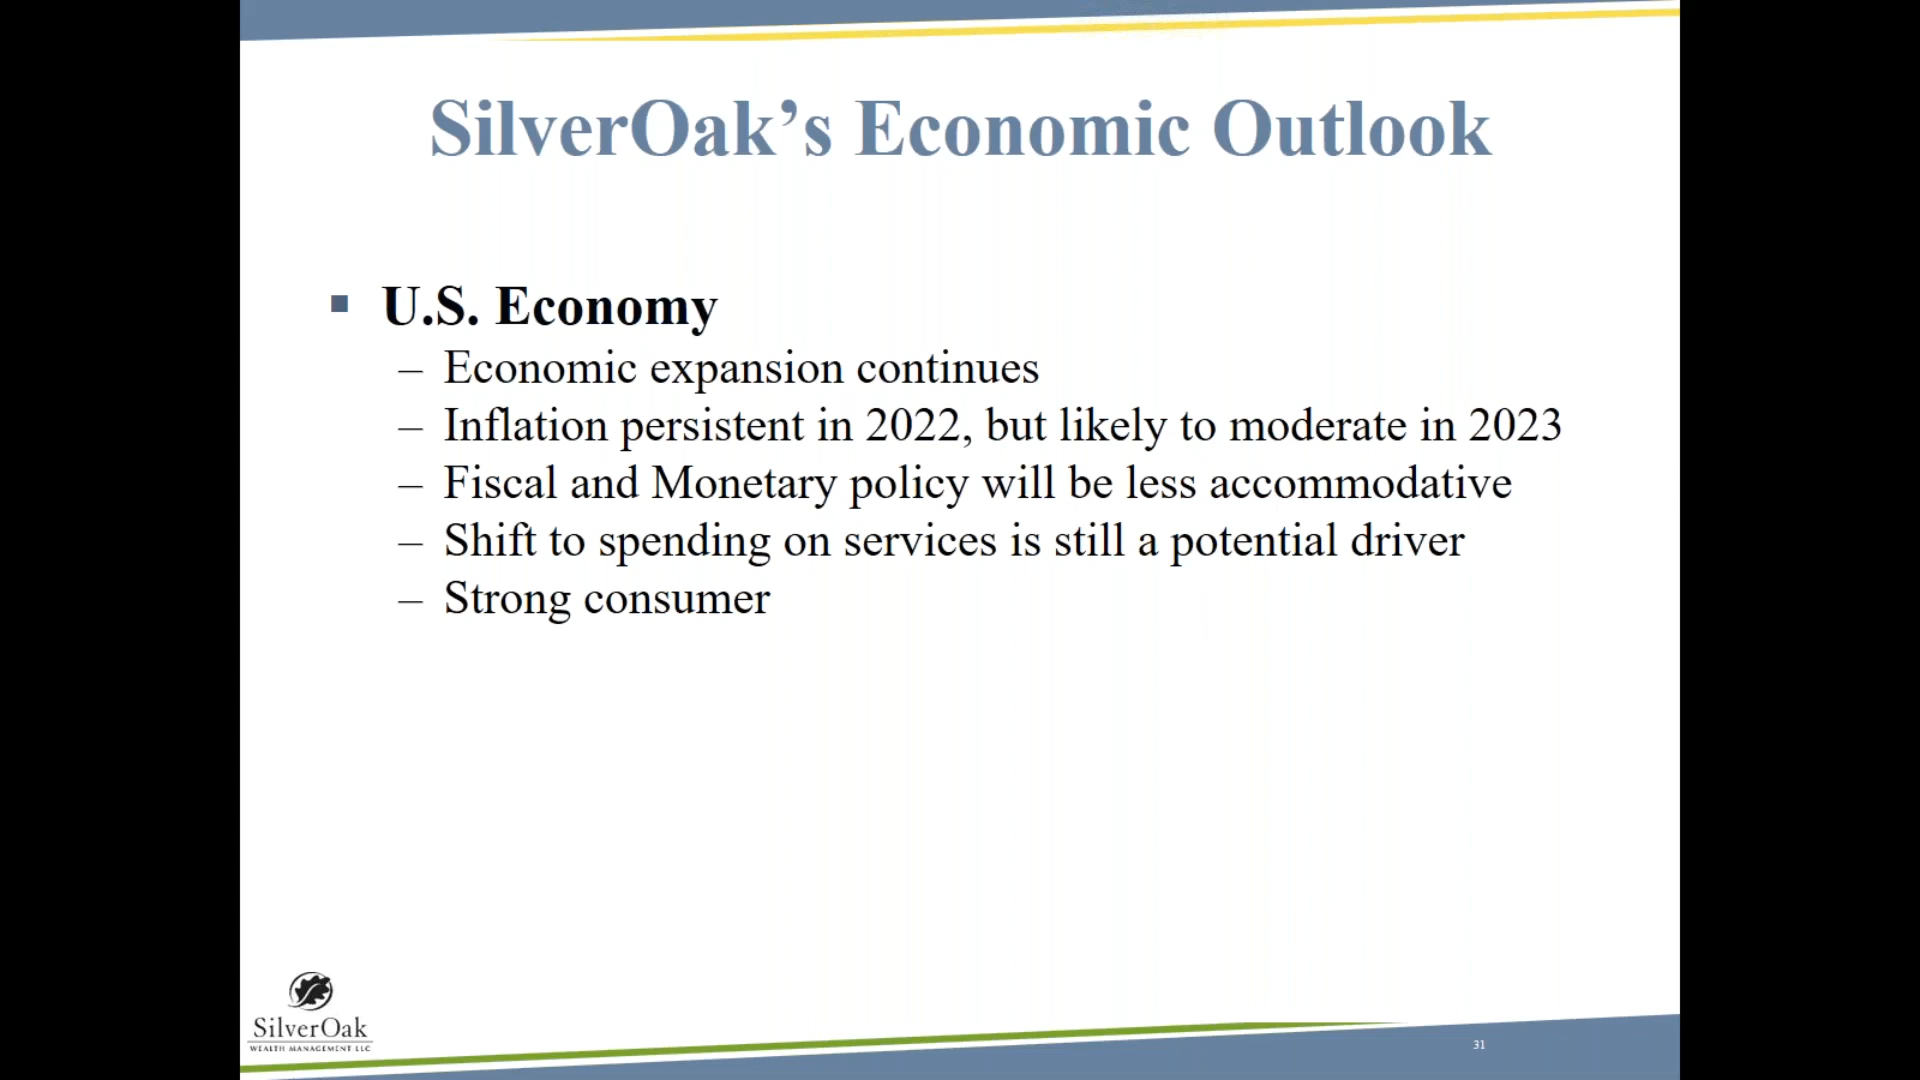 SilverOak’s Economic Outlook
▪ U.S. Economy
– Economic expansion continues
– Inflation persistent in 2022, but likely to moderate in 2023
– Fiscal and Monetary policy will be less accommodative
– Shift to spending on services is still a potential driver
– Strong consumer
SilverOak
WEALTH MANAGEMENT LLC
31